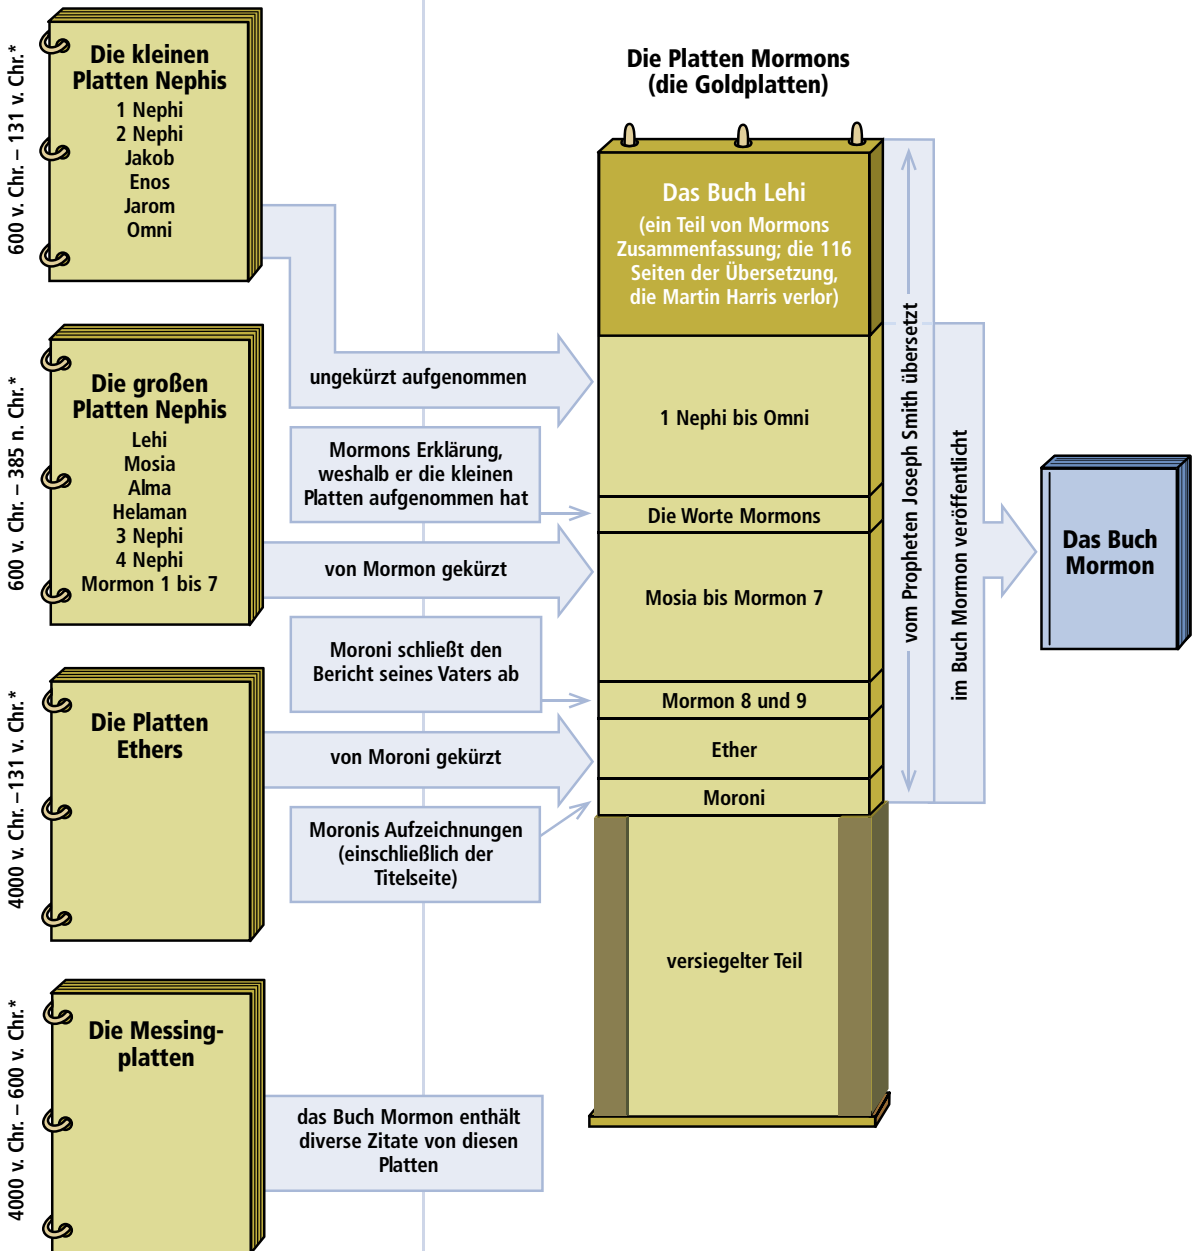 600 v. Chr. – 131 v. Chr.*
Die kleinen
Platten Nephis
1 Nephi
2 Nephi
Jakob
Enos
Jarom
Omni
600 v. Chr. – 385 n. Chr.*
Die großen
Platten Nephis
Lehi
Mosia
Alma
Helaman
3 Nephi
4 Nephi
Mormon 1 bis 7
4000 v. Chr. –131 v. Chr.*
Die Platten
Ethers
4000 v. Chr. – 600 v. Chr.*
Die Messing-
platten
ungekürzt aufgenommen
Mormons Erklärung,
weshalb er die kleinen
Platten aufgenommen hat
von Mormon gekürzt
Moroni schließt den
Bericht seines Vaters ab
von Moroni gekürzt
Moronis Aufzeichnungen
(einschließlich der
Titelseite)
das Buch Mormon enthält
diverse Zitate von diesen
Platten
Die Platten Mormons
(die Goldplatten)
Das Buch Lehi
(ein Teil von Mormons
Zusammenfassung; die 116
Seiten der Übersetzung,
die Martin Harris verlor)
1 Nephi bis Omni
Die Worte Mormons
Mosia bis Mormon 7
Mormon 8 und 9
Ether
Moroni
versiegelter Teil
vom Propheten Joseph Smith übersetzt
im Buch Mormon veröffentlicht
Das Buch
Mormon